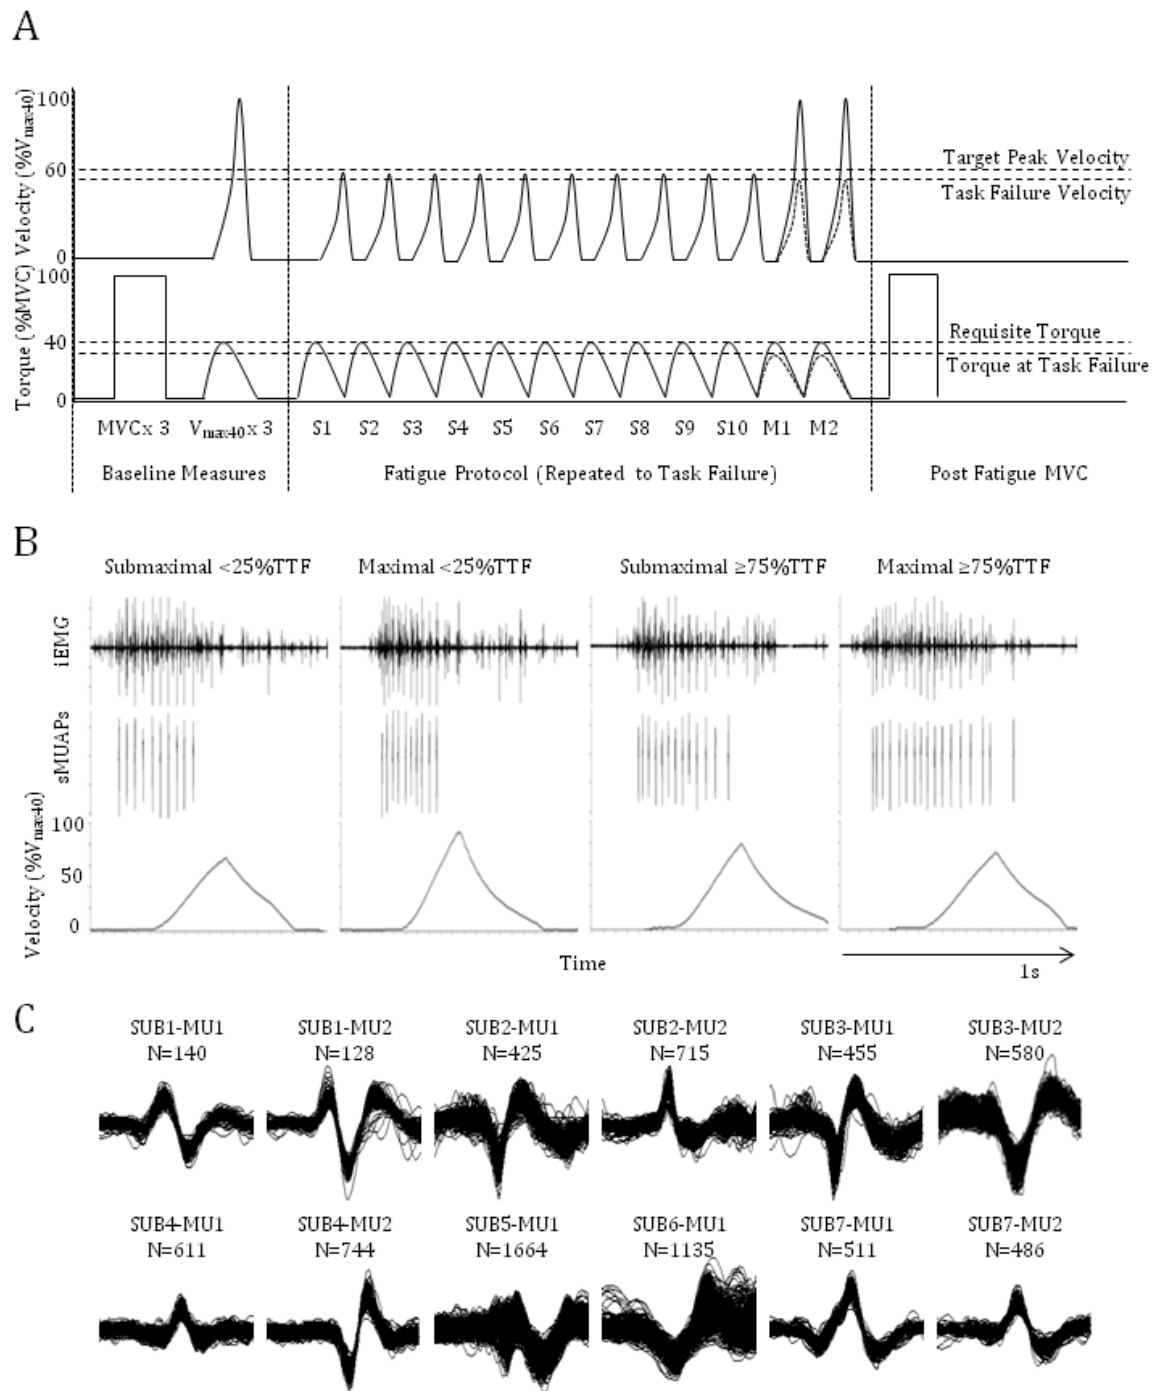 A
Velocity (%Vmax40)
100
60
0
Target Peak Velocity
Task Failure Velocity
Torque (%MVC)
100
40
0
Requisite Torque
Torque at Task Failure
MVCx 3 Vmax40x 3 S1 S2 S3 S4 S5 S6 S7 S8 S9 S10 M1 M2
Baseline Measures Fatigue Protocol (Repeated to Task Failure) Post Fatigue MVC
B
Submaximal <25%TTF Maximal <25%TTF Submaximal ≥75%TTF Maximal ≥75%TTF
iEMG
sMUAPs
Velocity (%Vmax40)
100
50
0
Time
1s
C
SUB1-MU1 SUB1-MU2 SUB2-MU1 SUB2-MU2 SUB3-MU1 SUB3-MU2
N=140 N=128 N=425 N=715 N=455 N=580
SUB4-MU1 SUB4-MU2 SUB5-MU1 SUB6-MU1 SUB7-MU1 SUB7-MU2
N=611 N=744 N=1664 N=1135 N=511 N=486